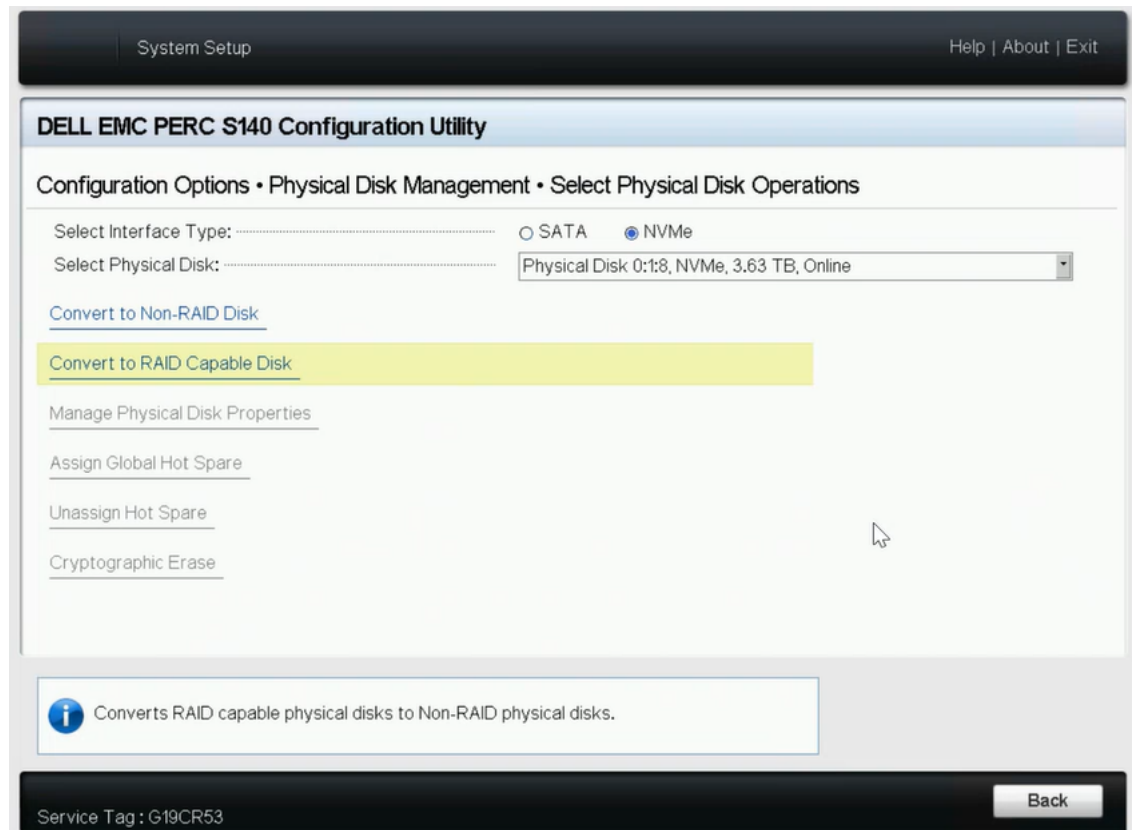 System Setup
Help | About | Exit
DELL EMC PERC S140 Configuration Utility
Configuration Options • Physical Disk Management • Select Physical Disk Operations
Select Interface Type: SATA NVMe
Select Physical Disk: Physical Disk 0:1:8, NVMe, 3.63 TB, Online
Convert to Non-RAID Disk
Convert to RAID Capable Disk
Manage Physical Disk Properties
Assign Global Hot Spare
Unassign Hot Spare
Cryptographic Erase
Converts RAID capable physical disks to Non-RAID physical disks.
Back
Service Tag : G19CR53